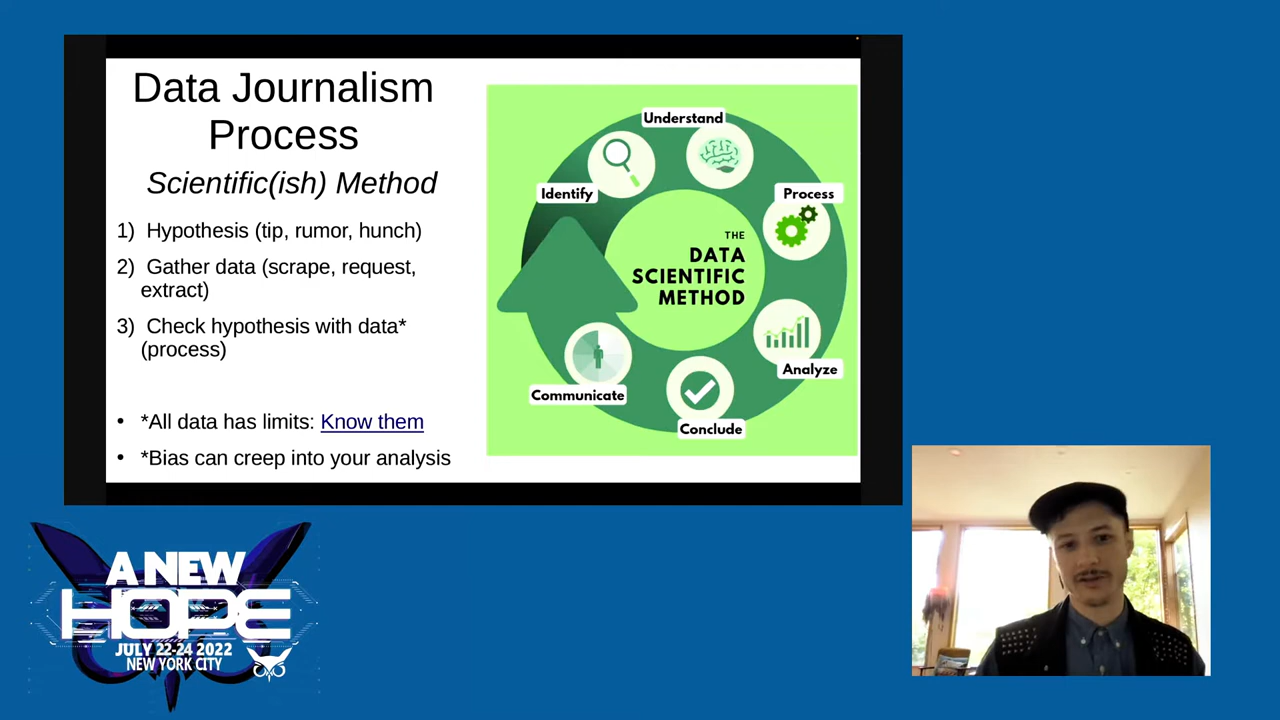 Data Journalism
Process
Scientific(ish) Method
1) Hypothesis (tip, rumor, hunch)
2) Gather data (scrape, request,
extract)
3) Check hypothesis with data*
(process)
• *All data has limits: Know them
• *Bias can creep into your analysis
Understand
Identify
Process
THE
DATA
SCIENTIFIC
METHOD
Analyze
Communicate
Conclude
A NEW
HOPE
JULY 22-24 2022
NEW YORK CITY